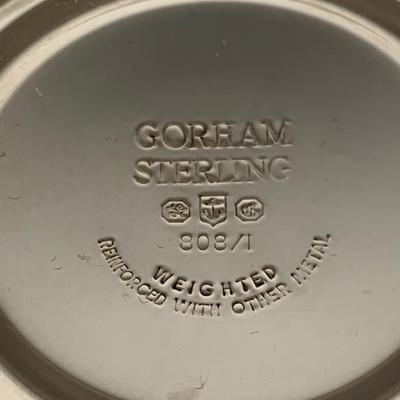 GORHAM
STERLING
808/1
WEIGHTED
REINFORCED WITH OTHER METAL